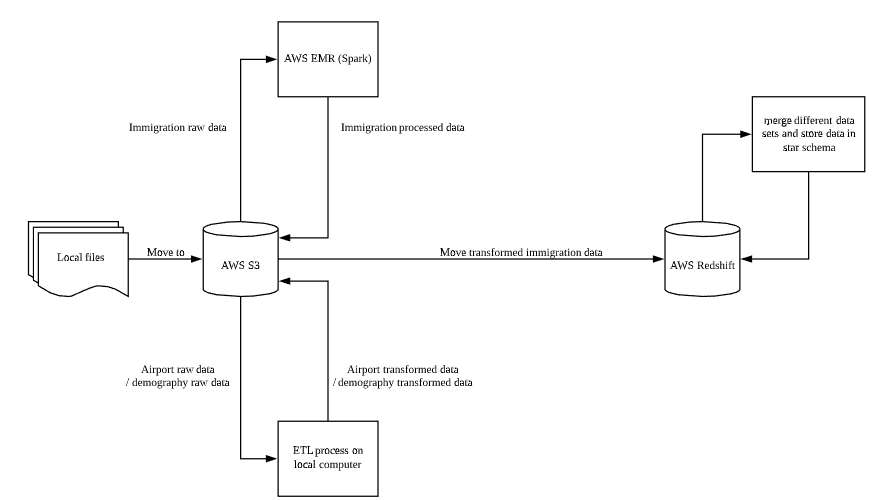 AWS EMR (Spark)
Immigration raw data
Immigration processed data
merge different data
sets and store data in
star schema
Local files
Move to
AWS S3
Move transformed immigration data
AWS Redshift
Airport raw data
/ demography raw data
Airport transformed data
/ demography transformed data
ETL process on
local computer